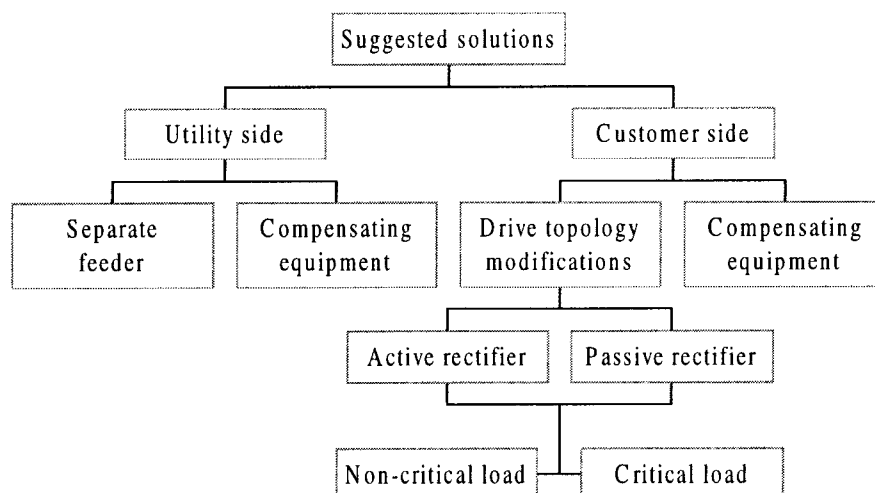 Suggested solutions
Utility side
Customer side
Separate
feeder
Compensating
equipment
Drive topology
modifications
Compensating
equipment
Active rectifier
Passive rectifier
Non-critical load
Critical load